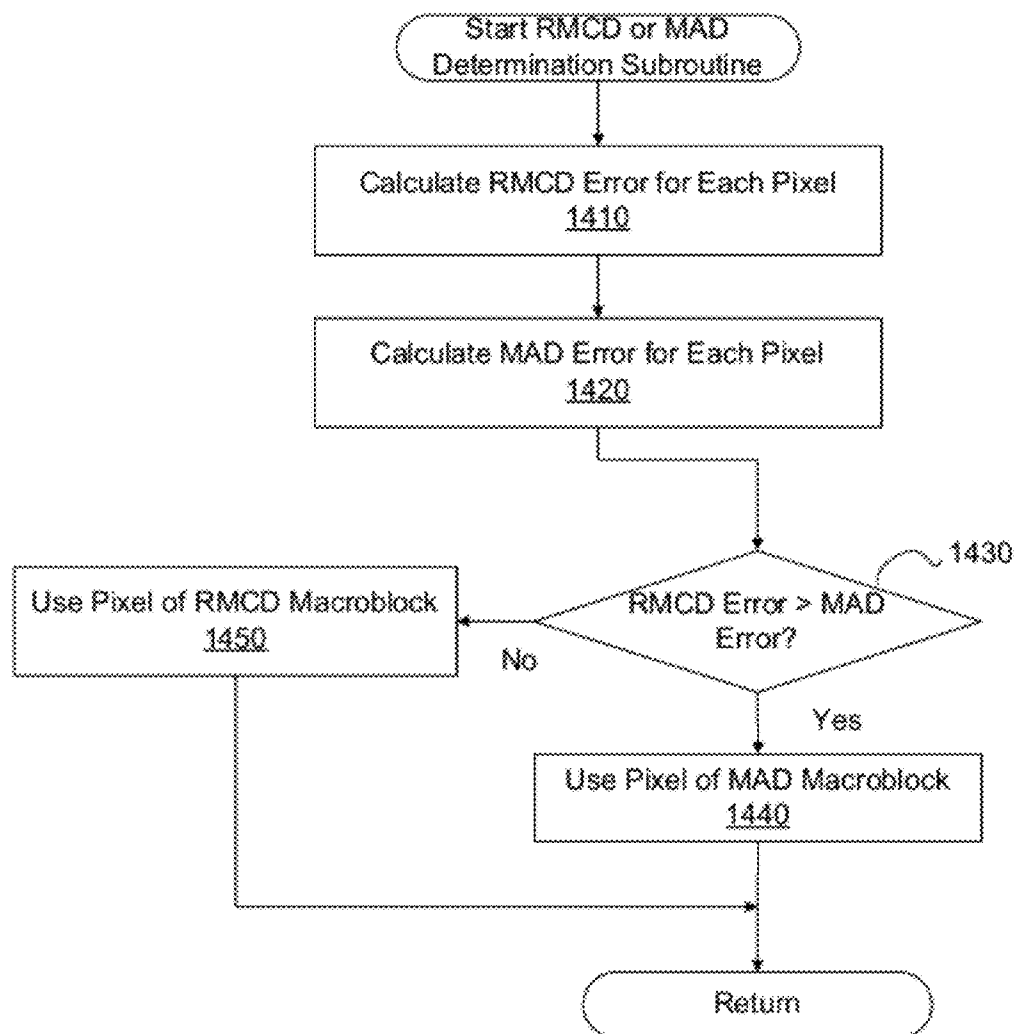 Start RMCD or MAD
Determination Subroutine
Calculate RMCD Error for Each Pixel
1410
Calculate MAD Error for Each Pixel
1420
1430
RMCD Error > MAD
Error?
Use Pixel of RMCD Macroblock
1450
No
Yes
Use Pixel of MAD Macroblock
1440
Return